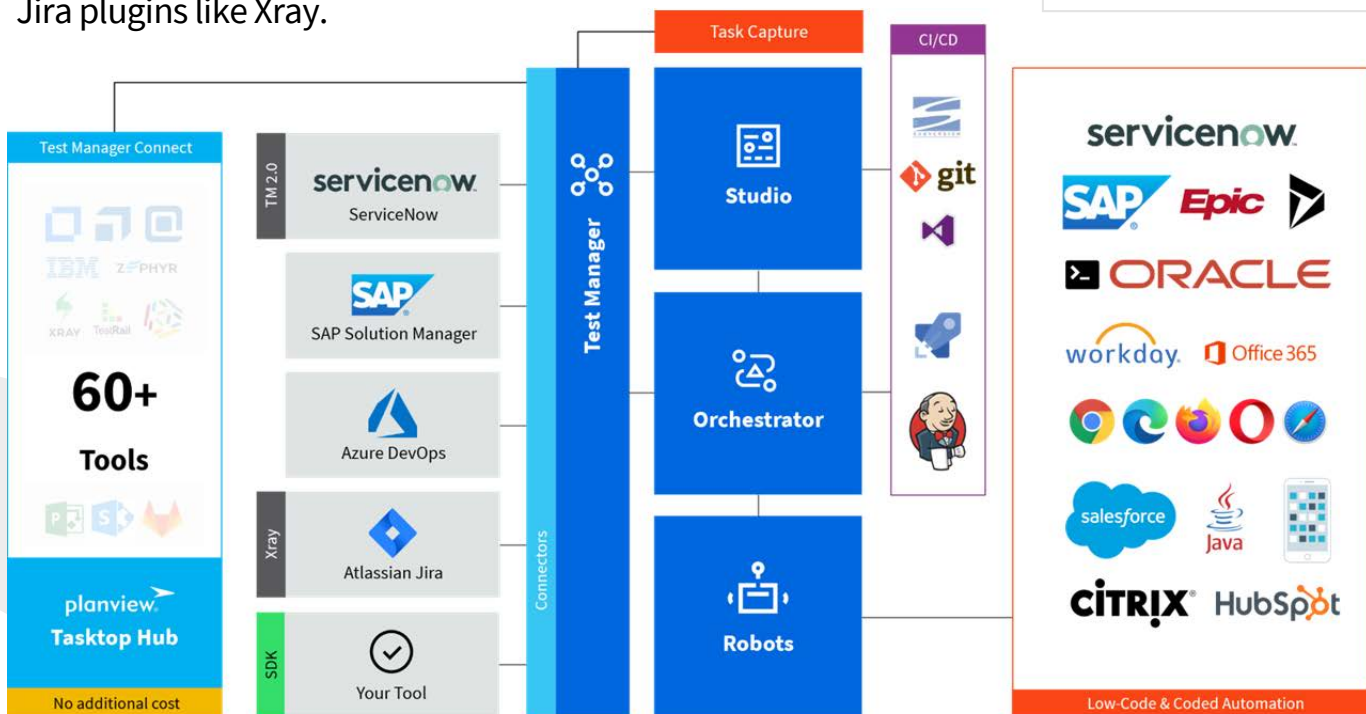 Jira plugins like Xray.
Task Capture
CI/CD
Test Manager Connect
IBM ZEPHYR
XRAY TestRail
60+
Tools
planview.
Tasktop Hub
No additional cost
TM 2.0
servicenow.
ServiceNow
SAP
SAP Solution Manager
Azure DevOps
Xray
Atlassian Jira
SDK
Your Tool
Connectors
Test Manager
Studio
Orchestrator
Robots
SUBVERSION
git
servicenow
SAP Epic
ORACLE
workday. Office 365
salesforce
Java
CITRIX HubSpot
Low-Code & Coded Automation